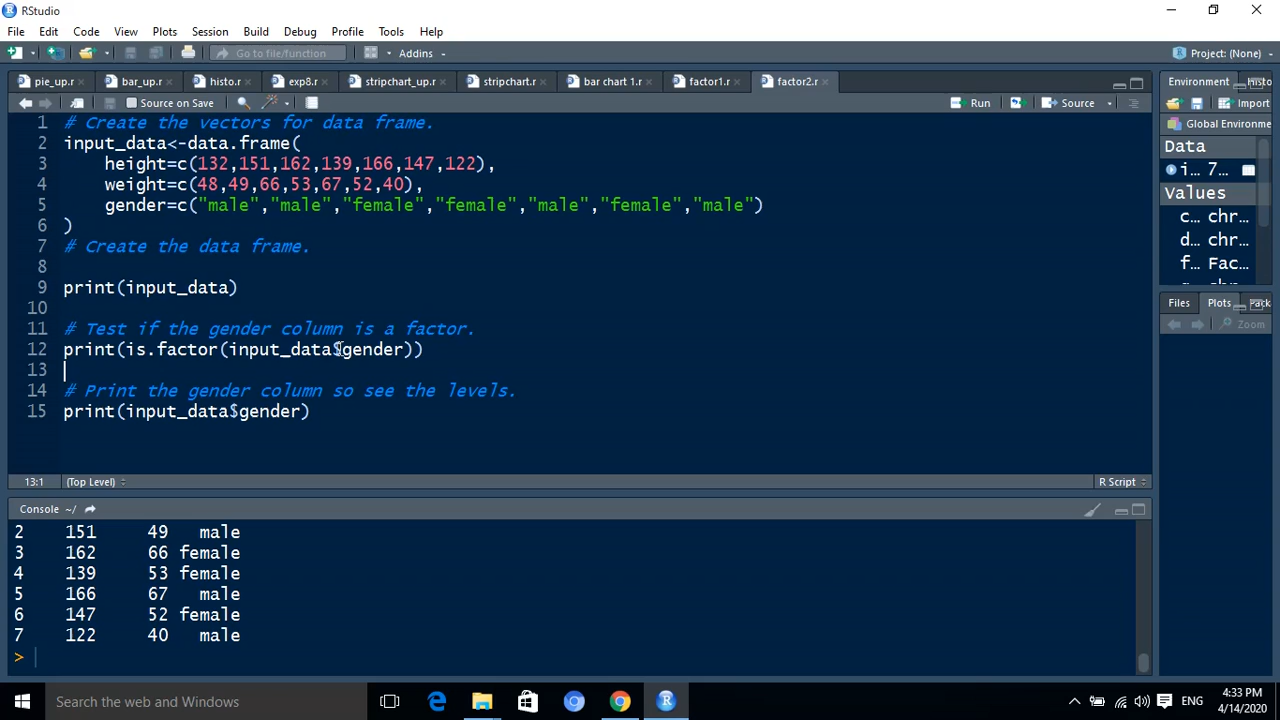 RStudio
File Edit Code View Plots Session Build Debug Profile Tools Help
Go to file/function Addins Project: (None)
pie_up.r bar_up.r histo.r exp8.r stripchart_up.r stripchart.r bar chart 1.r factor1.r factor2.r Environment Histo
Source on Save Run Source Import
Global Environme
1 # Create the vectors for data frame.
2 input_data<-data.frame(
3 height=c(132,151,162,139,166,147,122),
4 weight=c(48,49,66,53,67,52,40),
5 gender=c("male","male","female","female","male","female","male")
6 )
7 # Create the data frame.
8
9 print(input_data)
10
11 # Test if the gender column is a factor.
12 print(is.factor(input_data$gender))
13
14 # Print the gender column so see the levels.
15 print(input_data$gender)
13:1 (Top Level) R Script
Data
i… 7…
Values
c… chr…
d… chr…
f… Fac…
Files Plots Pack
Zoom
Console ~/
2 151 49 male
3 162 66 female
4 139 53 female
5 166 67 male
6 147 52 female
7 122 40 male
>
Search the web and Windows
ENG
4:33 PM
4/14/2020